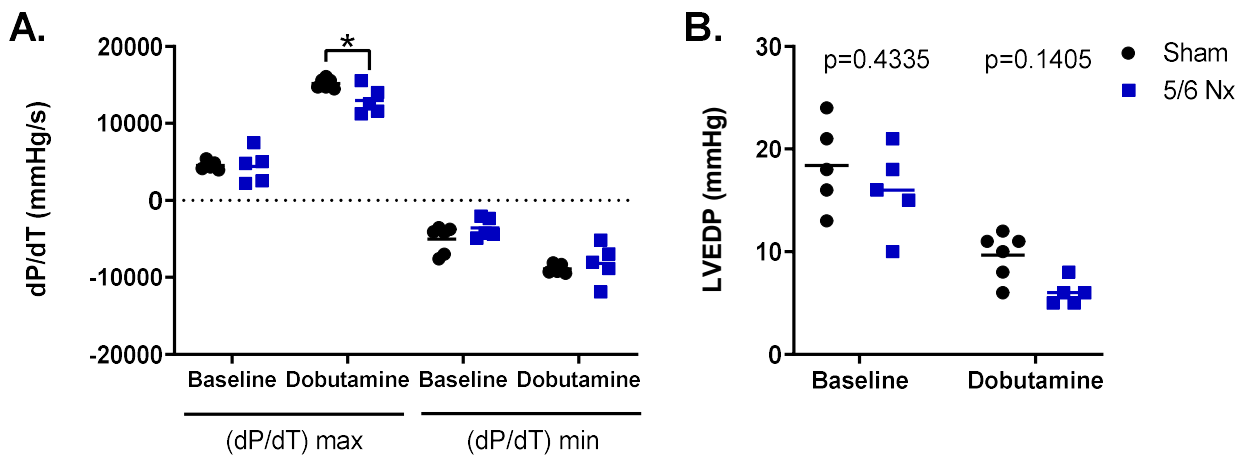 A.
20000
10000
0
-10000
-20000
dP/dT (mmHg/s)
*
Baseline Dobutamine Baseline Dobutamine
(dP/dT) max (dP/dT) min
B.
30
20
10
0
LVEDP (mmHg)
p=0.4335 p=0.1405
Baseline Dobutamine
Sham
5/6 Nx